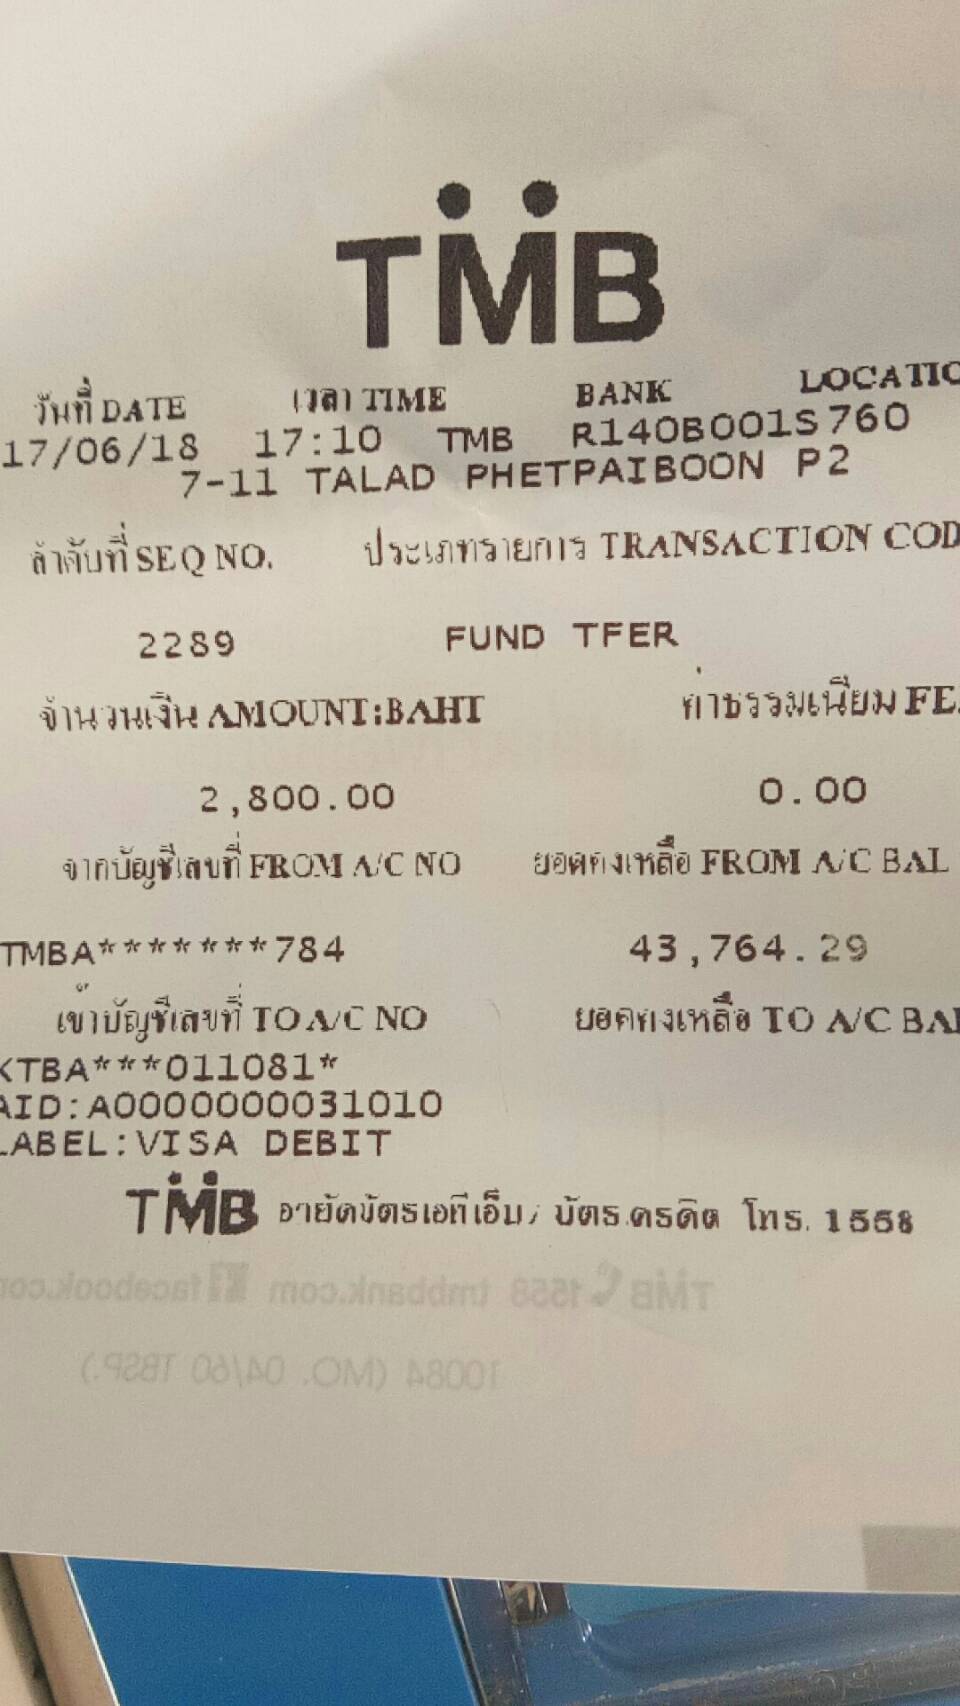 TMB
วันที่ DATE เวลา TIME BANK LOCATIO
17/06/18 17:10 TMB R140B001S760
7-11 TALAD PHETPAIBOON P2
ลำดับที่ SEQ NO. ประเภทรายการ TRANSACTION COD
2289 FUND TFER
จำนวนเงิน AMOUNT:BAHT ค่าธรรมเนียม FE
2,800.00 0.00
จากบัญชีเลขที่ FROM A/C NO ยอดคงเหลือ FROM A/C BAL
TMBA*******784 43,764.29
เข้าบัญชีเลขที่ TO A/C NO ยอดคงเหลือ TO A/C BAL
KTBA***011081*
AID:A0000000031010
LABEL:VISA DEBIT
TMB อายัดบัตรเอทีเอ็ม/ บัตรเครดิต โทร. 1558
TMB 1558 tmbbank.com facebook.com
10084 (MO. 04/60 TBSP.)